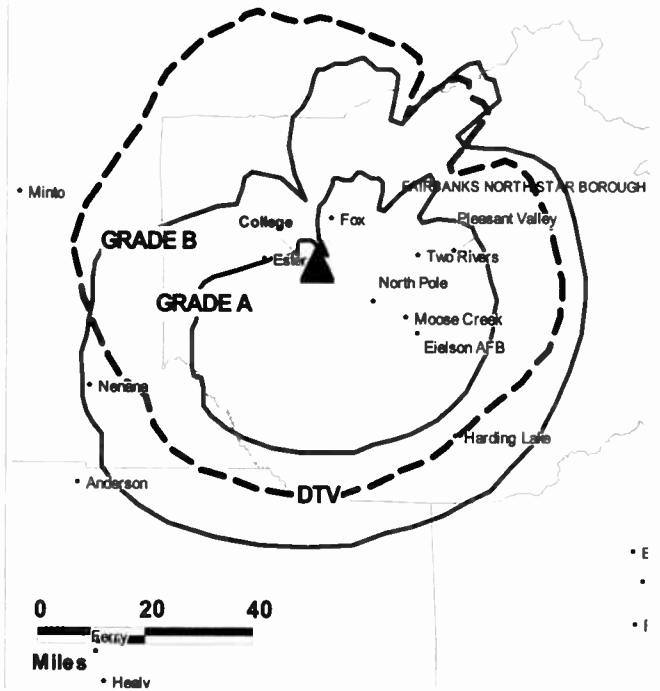 FAIRBANKS NORTH STAR BOROUGH
Minto
College
Fox
Pleasant Valley
GRADE B
Ester
Two Rivers
North Pole
GRADE A
Moose Creek
Eielson AFB
Nenana
Harding Lake
Anderson
DTV
0 20 40
Ferry
Miles
Healy